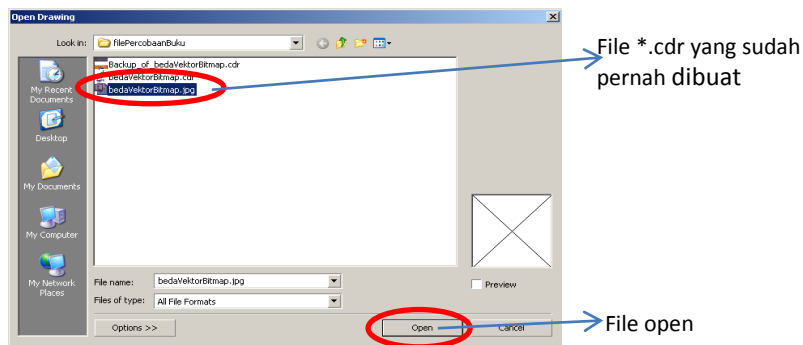 Open Drawing
Look in:
filePercobaanBuku
Backup_of_bedaVektorBitmap.cdr
bedaVektorBitmap.cdr
bedaVektorBitmap.jpg
My Recent
Documents
Desktop
My Documents
My Computer
My Network
Places
File name:
bedaVektorBitmap.jpg
Files of type:
All File Formats
Preview
Options >>
Open
Cancel
File *.cdr yang sudah
pernah dibuat
File open